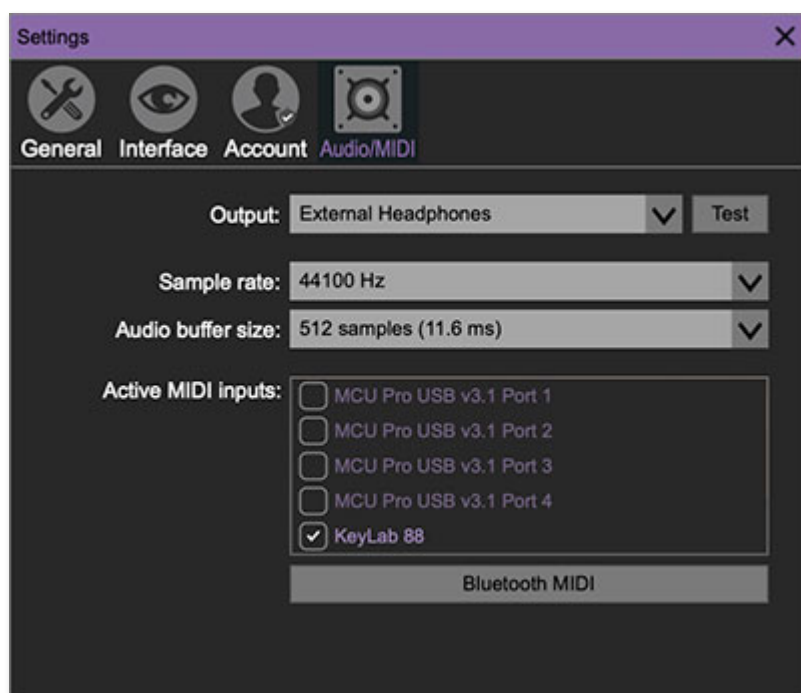 Settings
General Interface Account Audio/MIDI
Output: External Headphones Test
Sample rate: 44100 Hz
Audio buffer size: 512 samples (11.6 ms)
Active MIDI inputs: MCU Pro USB v3.1 Port 1
MCU Pro USB v3.1 Port 2
MCU Pro USB v3.1 Port 3
MCU Pro USB v3.1 Port 4
KeyLab 88
Bluetooth MIDI